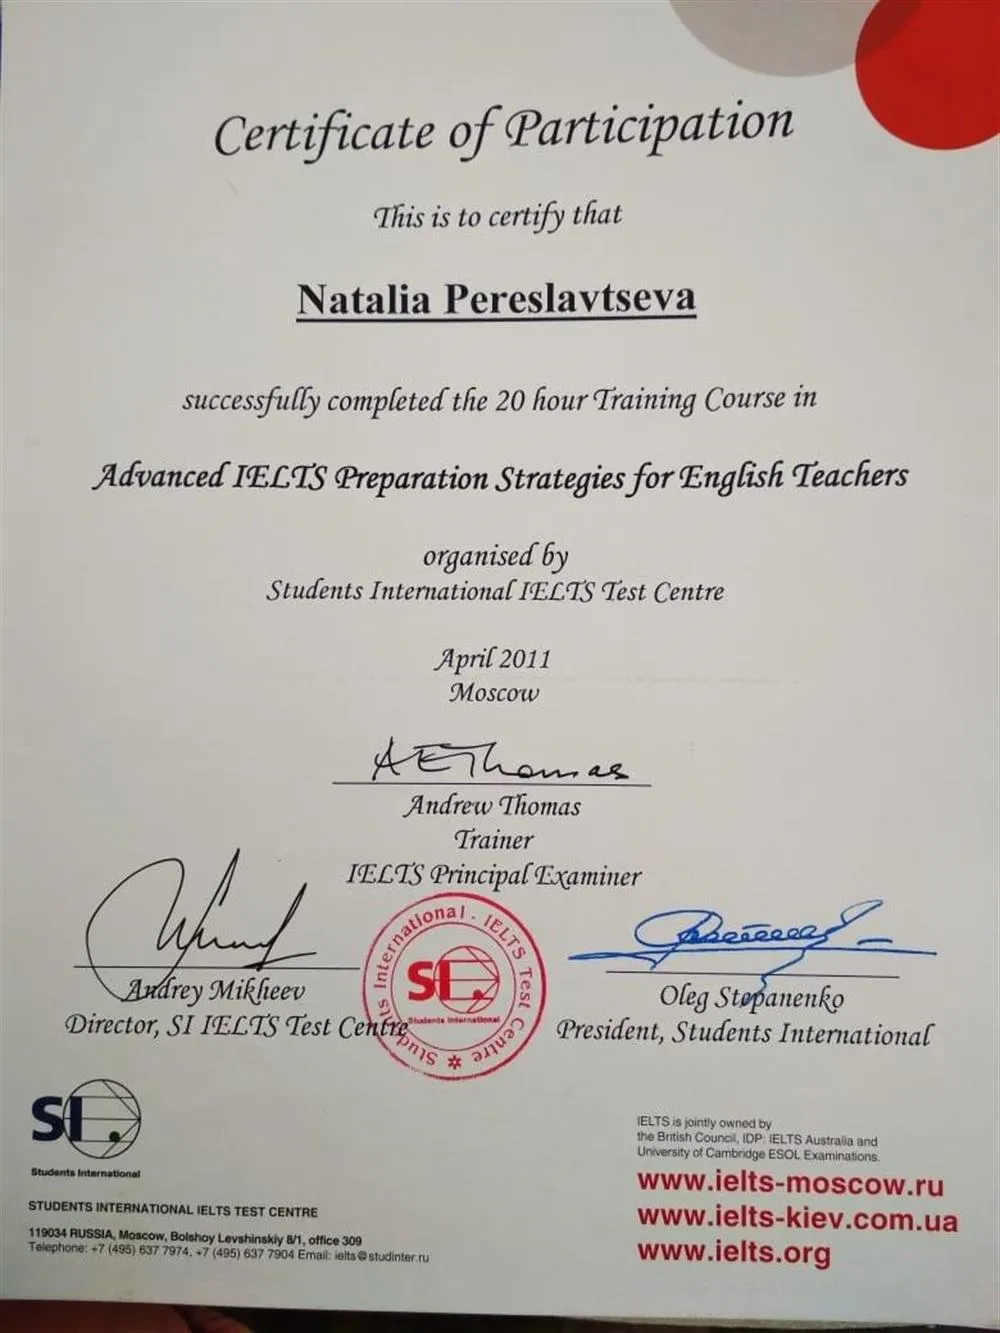 Certificate of Participation
This is to certify that
Natalia Pereslavtseva
successfully completed the 20 hour Training Course in
Advanced IELTS Preparation Strategies for English Teachers
organised by
Students International IELTS Test Centre
April 2011
Moscow
A E Thomas
Andrew Thomas
Trainer
IELTS Principal Examiner
Andrey Mikheev
Director, SI IELTS Test Centre
Students International · IELTS Test Centre
SI
Students International
Oleg Stepanenko
President, Students International
SI
Students International
STUDENTS INTERNATIONAL IELTS TEST CENTRE
119034 RUSSIA, Moscow, Bolshoy Levshinskiy 8/1, office 309
Telephone: +7 (495) 637 7974, +7 (495) 637 7904 Email: ielts@studinter.ru
IELTS is jointly owned by
the British Council, IDP: IELTS Australia and
University of Cambridge ESOL Examinations.
www.ielts-moscow.ru
www.ielts-kiev.com.ua
www.ielts.org